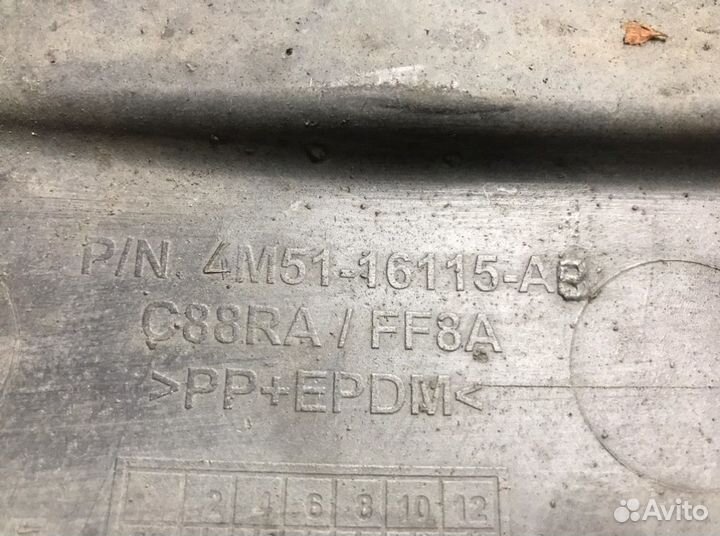 P/N. 4M51-16115-AB
C88RA / FF8A
>PP+EPDM<
2 4 6 8 10 12
Avito